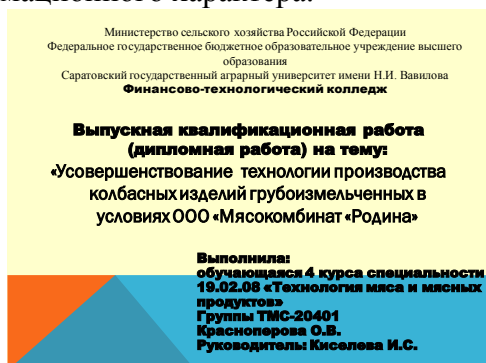 мационного характера.
Министерство сельского хозяйства Российской Федерации
Федеральное государственное бюджетное образовательное учреждение высшего
образования
Саратовский государственный аграрный университет имени Н.И. Вавилова
Финансово-технологический колледж
Выпускная квалификационная работа
(дипломная работа) на тему:
«Усовершенствование технологии производства
колбасных изделий грубоизмельченных в
условиях ООО «Мясокомбинат «Родина»
Выполнила:
обучающаяся 4 курса специальности
19.02.08 «Технология мяса и мясных
продуктов»
Группы ТМС-20401
Красноперова О.В.
Руководитель: Киселева И.С.